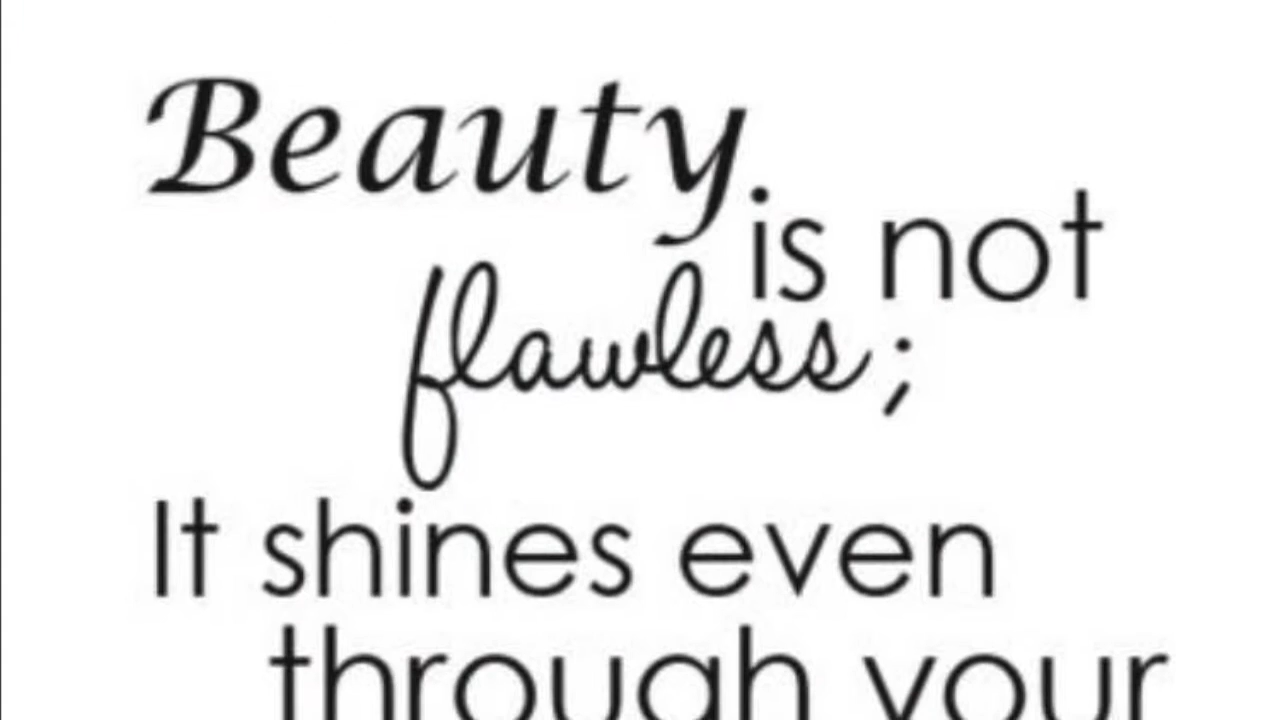 Beauty
is not
flawless;
It shines even
through your